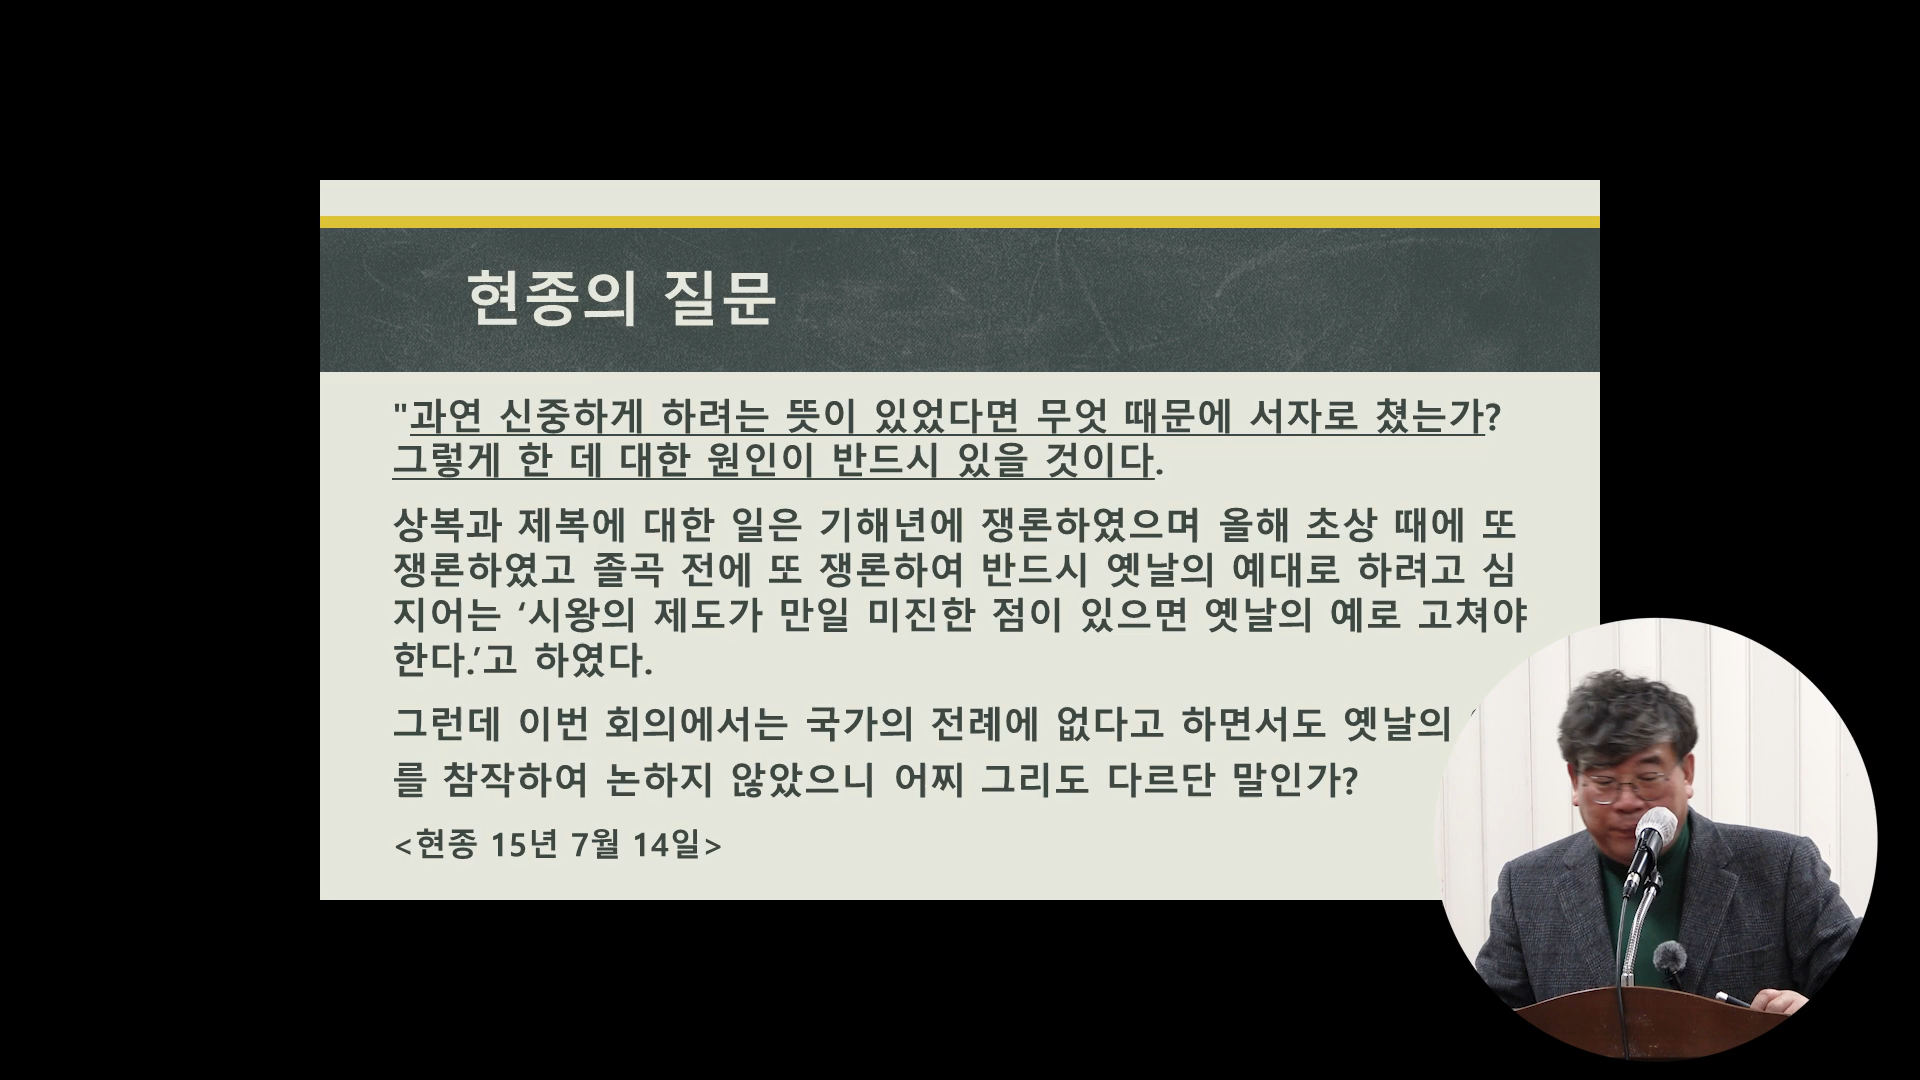 현종의 질문
"과연 신중하게 하려는 뜻이 있었다면 무엇 때문에 서자로 쳤는가?
그렇게 한 데 대한 원인이 반드시 있을 것이다.
상복과 제복에 대한 일은 기해년에 쟁론하였으며 올해 초상 때에 또
쟁론하였고 졸곡 전에 또 쟁론하여 반드시 옛날의 예대로 하려고 심
지어는 ‘시왕의 제도가 만일 미진한 점이 있으면 옛날의 예로 고쳐야
한다.’고 하였다.
그런데 이번 회의에서는 국가의 전례에 없다고 하면서도 옛날의
를 참작하여 논하지 않았으니 어찌 그리도 다르단 말인가?
<현종 15년 7월 14일>